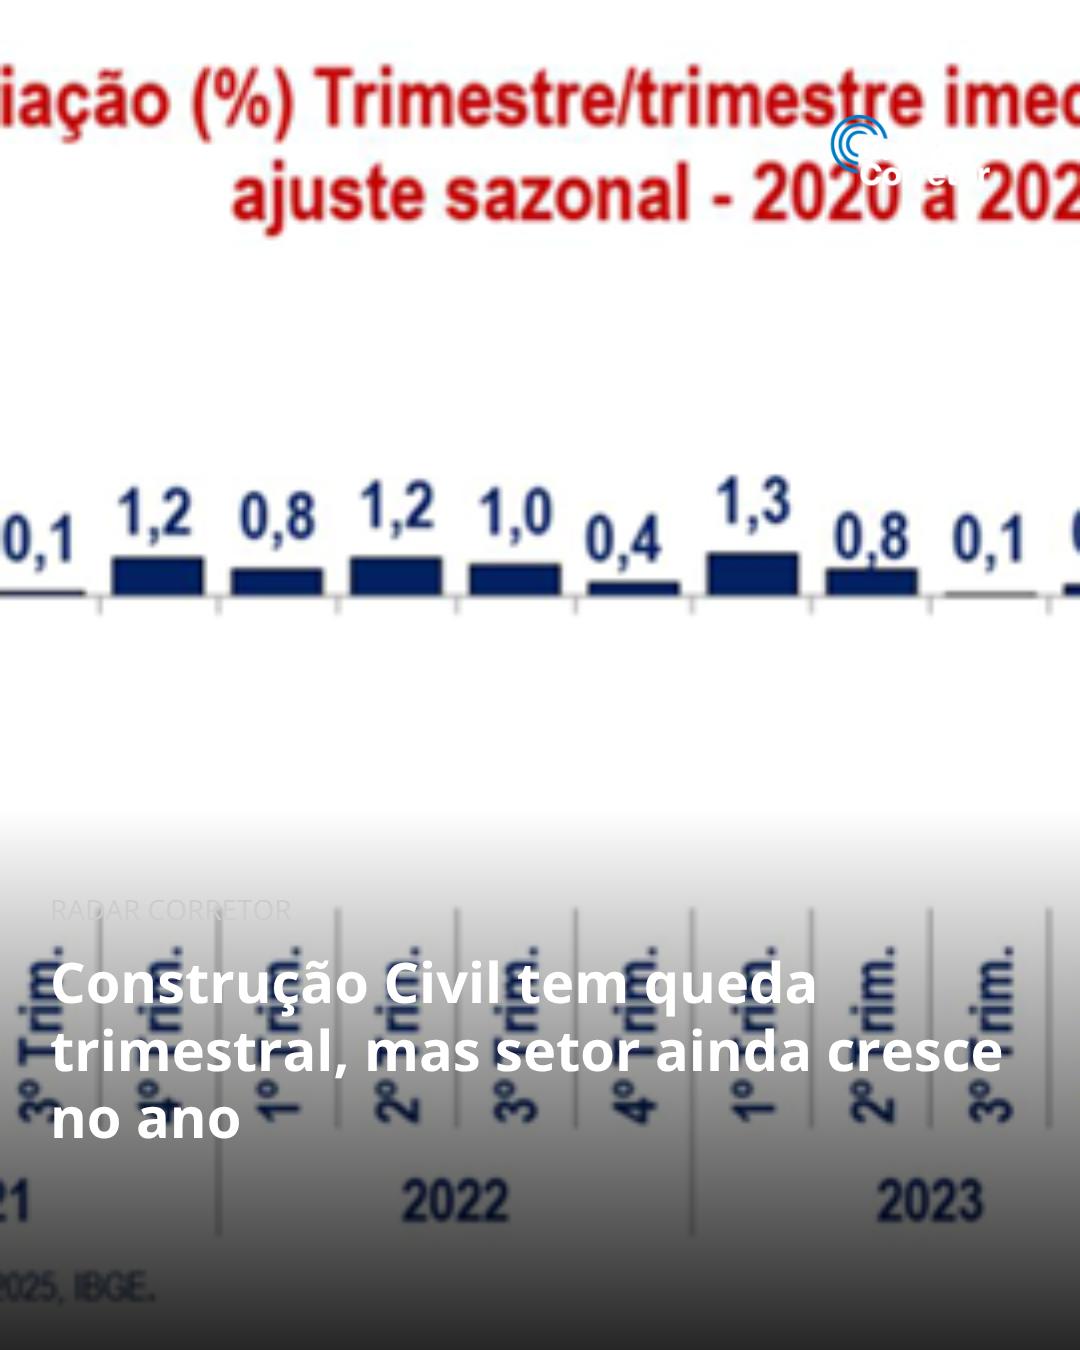 iação (%) Trimestre/trimestre imed
ajuste sazonal - 2020 a 202
Corretor
0,1 1,2 0,8 1,2 1,0 0,4 1,3 0,8 0,1
RADAR CORRETOR
Construção Civil tem queda
trimestral, mas setor ainda cresce
no ano
3º Trim. 4º Trim. 1º Trim. 2º Trim. 3º Trim. 4º Trim. 1º Trim. 2º Trim. 3º Trim.
21 2022 2023
2025, IBGE.